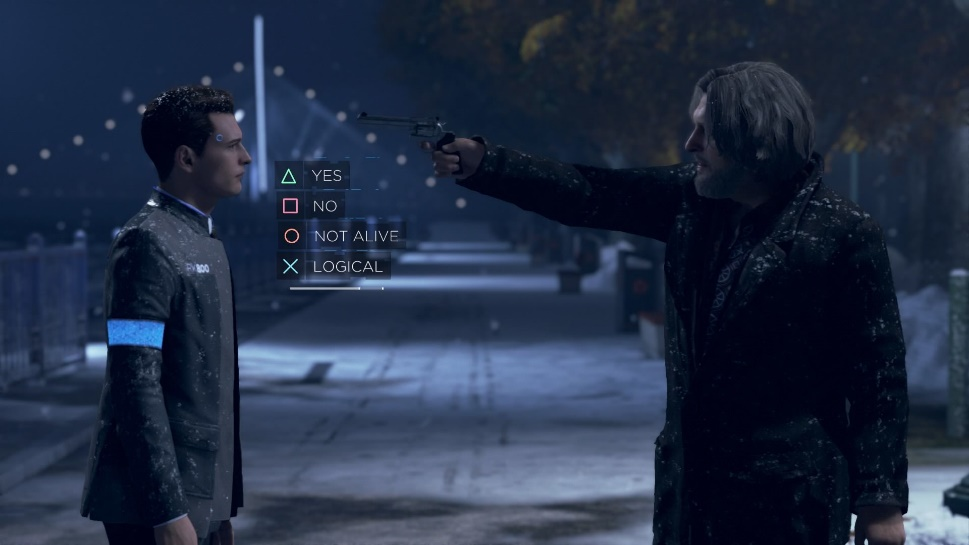 YES
NO
NOT ALIVE
LOGICAL